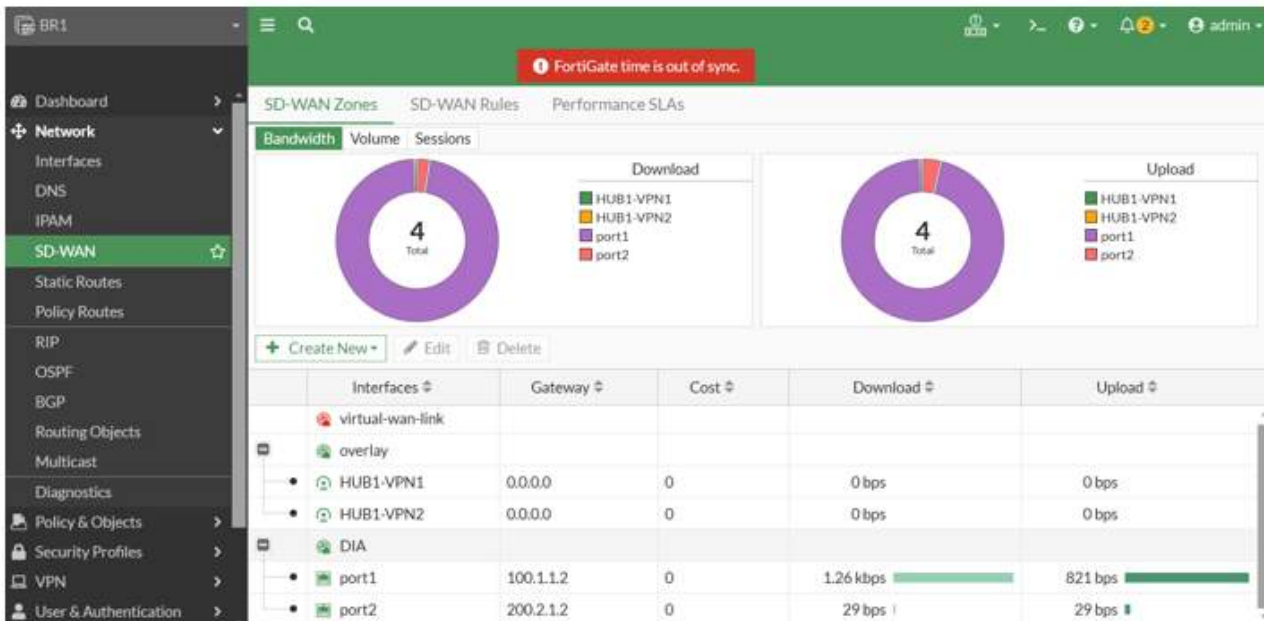 BR1
admin
2
FortiGate time is out of sync.
Dashboard
Network
Interfaces
DNS
IPAM
SD-WAN
Static Routes
Policy Routes
RIP
OSPF
BGP
Routing Objects
Multicast
Diagnostics
Policy & Objects
Security Profiles
VPN
User & Authentication
SD-WAN Zones SD-WAN Rules Performance SLAs
Bandwidth Volume Sessions
Download
4
Total
HUB1-VPN1
HUB1-VPN2
port1
port2
Upload
4
Total
HUB1-VPN1
HUB1-VPN2
port1
port2
+ Create New Edit Delete
Interfaces Gateway Cost Download Upload
virtual-wan-link
overlay
HUB1-VPN1 0.0.0.0 0 0 bps 0 bps
HUB1-VPN2 0.0.0.0 0 0 bps 0 bps
DIA
port1 100.1.1.2 0 1.26 kbps 821 bps
port2 200.2.1.2 0 29 bps 29 bps